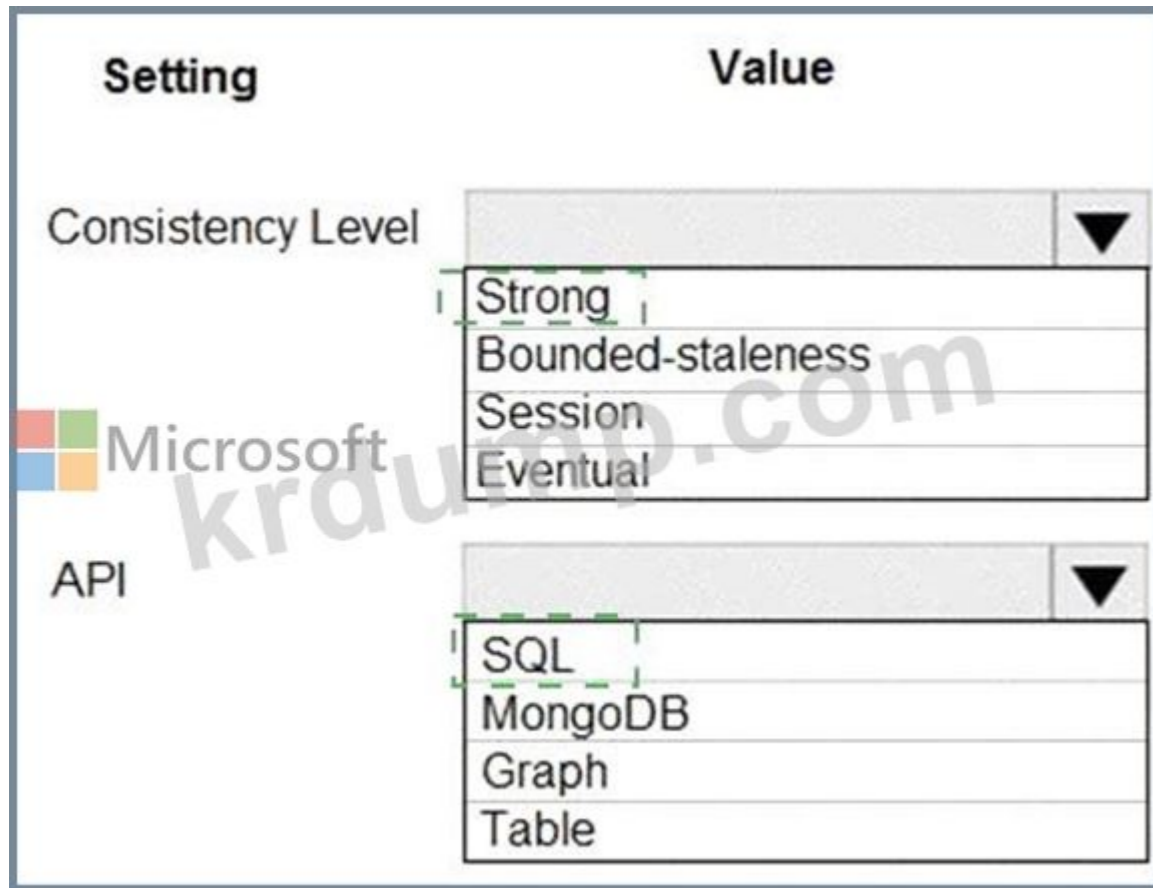 Setting
Value
Consistency Level
Strong
Bounded-staleness
Session
Eventual
Microsoft
krdump.com
API
SQL
MongoDB
Graph
Table